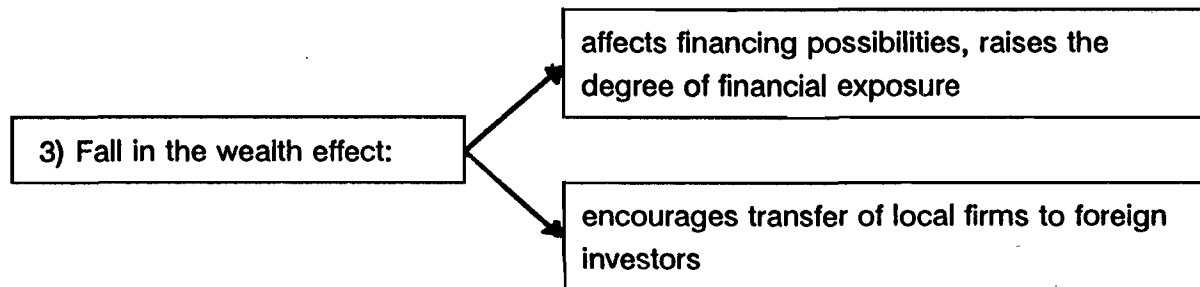 affects financing possibilities, raises the
degree of financial exposure
3) Fall in the wealth effect:
encourages transfer of local firms to foreign
investors